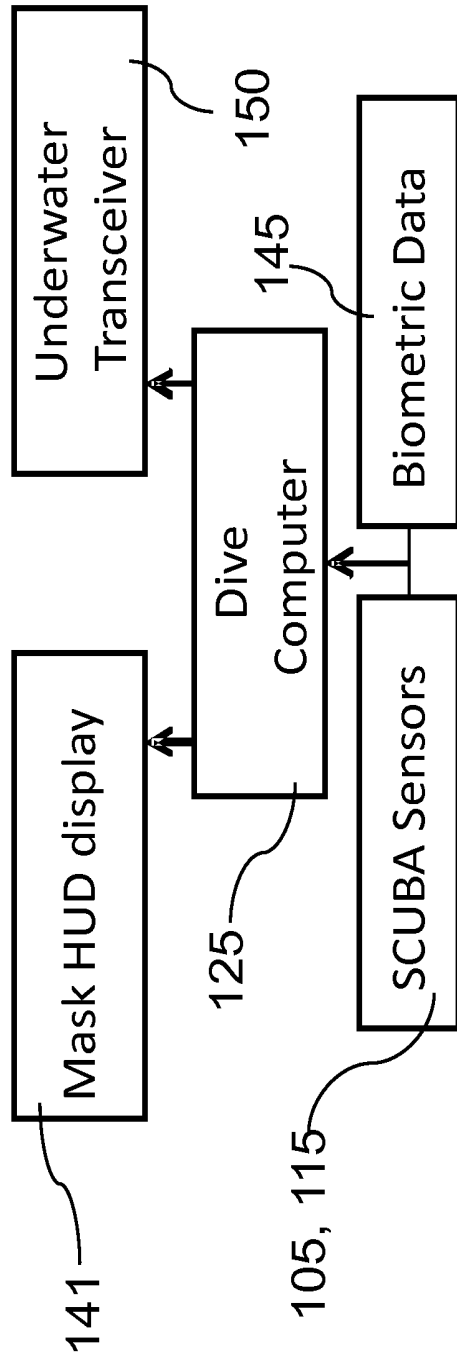 141
Mask HUD display
Underwater
Transceiver
150
125
Dive
Computer
145
105, 115
SCUBA Sensors
Biometric Data